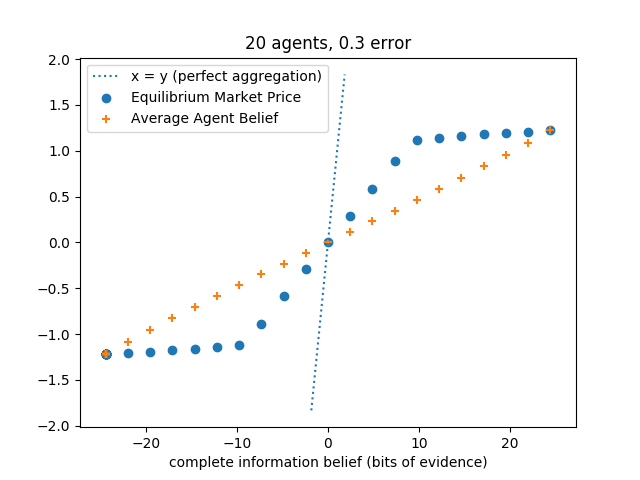 20 agents, 0.3 error
x = y (perfect aggregation)
Equilibrium Market Price
Average Agent Belief
2.0
1.5
1.0
0.5
0.0
−0.5
−1.0
−1.5
−2.0
−20
−10
0
10
20
complete information belief (bits of evidence)